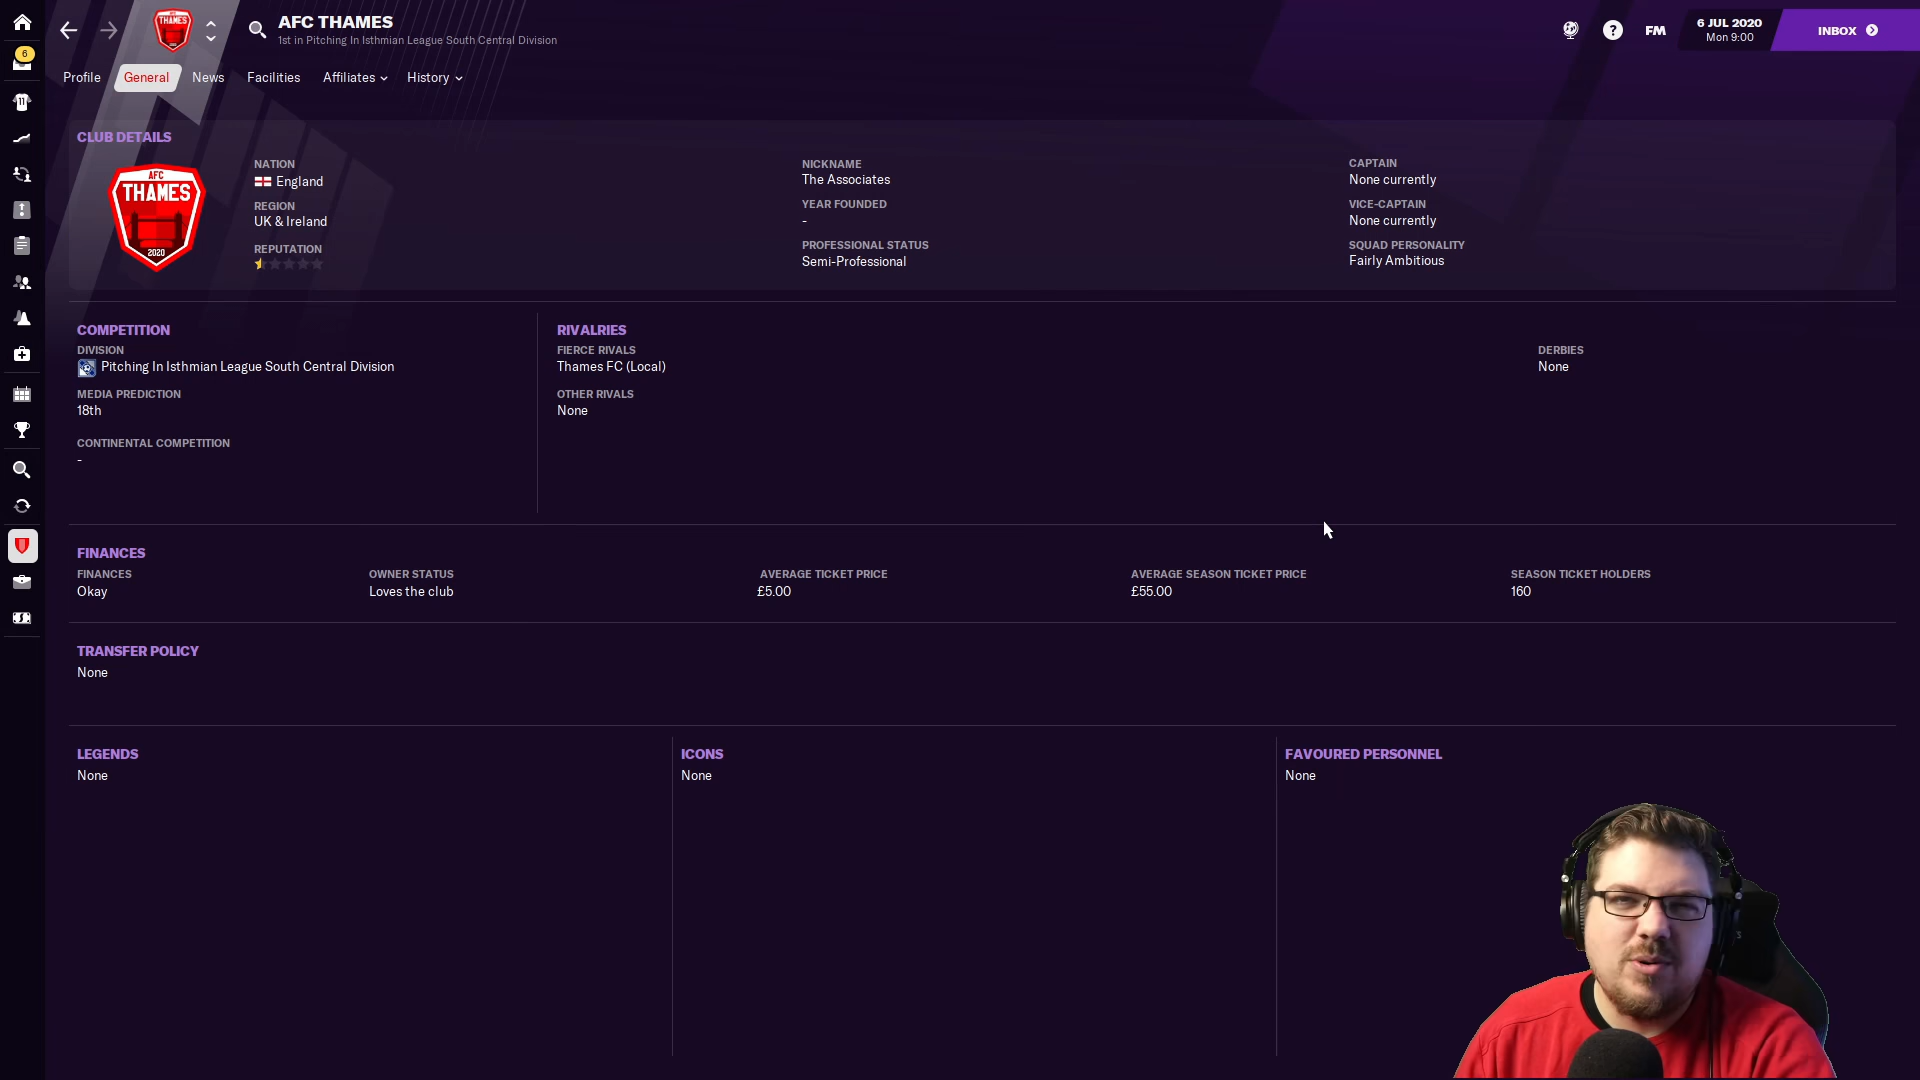 AFC THAMES
1st in Pitching In Isthmian League South Central Division
FM
6 JUL 2020
Mon 9:00
INBOX
6
Profile
General
News
Facilities
Affiliates
History
CLUB DETAILS
AFC
THAMES
2020
NATION
England
REGION
UK & Ireland
REPUTATION
NICKNAME
The Associates
YEAR FOUNDED
-
PROFESSIONAL STATUS
Semi-Professional
CAPTAIN
None currently
VICE-CAPTAIN
None currently
SQUAD PERSONALITY
Fairly Ambitious
COMPETITION
DIVISION
Pitching In Isthmian League South Central Division
MEDIA PREDICTION
18th
CONTINENTAL COMPETITION
-
RIVALRIES
FIERCE RIVALS
Thames FC (Local)
OTHER RIVALS
None
DERBIES
None
FINANCES
FINANCES
Okay
OWNER STATUS
Loves the club
AVERAGE TICKET PRICE
£5.00
AVERAGE SEASON TICKET PRICE
£55.00
SEASON TICKET HOLDERS
160
TRANSFER POLICY
None
LEGENDS
None
ICONS
None
FAVOURED PERSONNEL
None